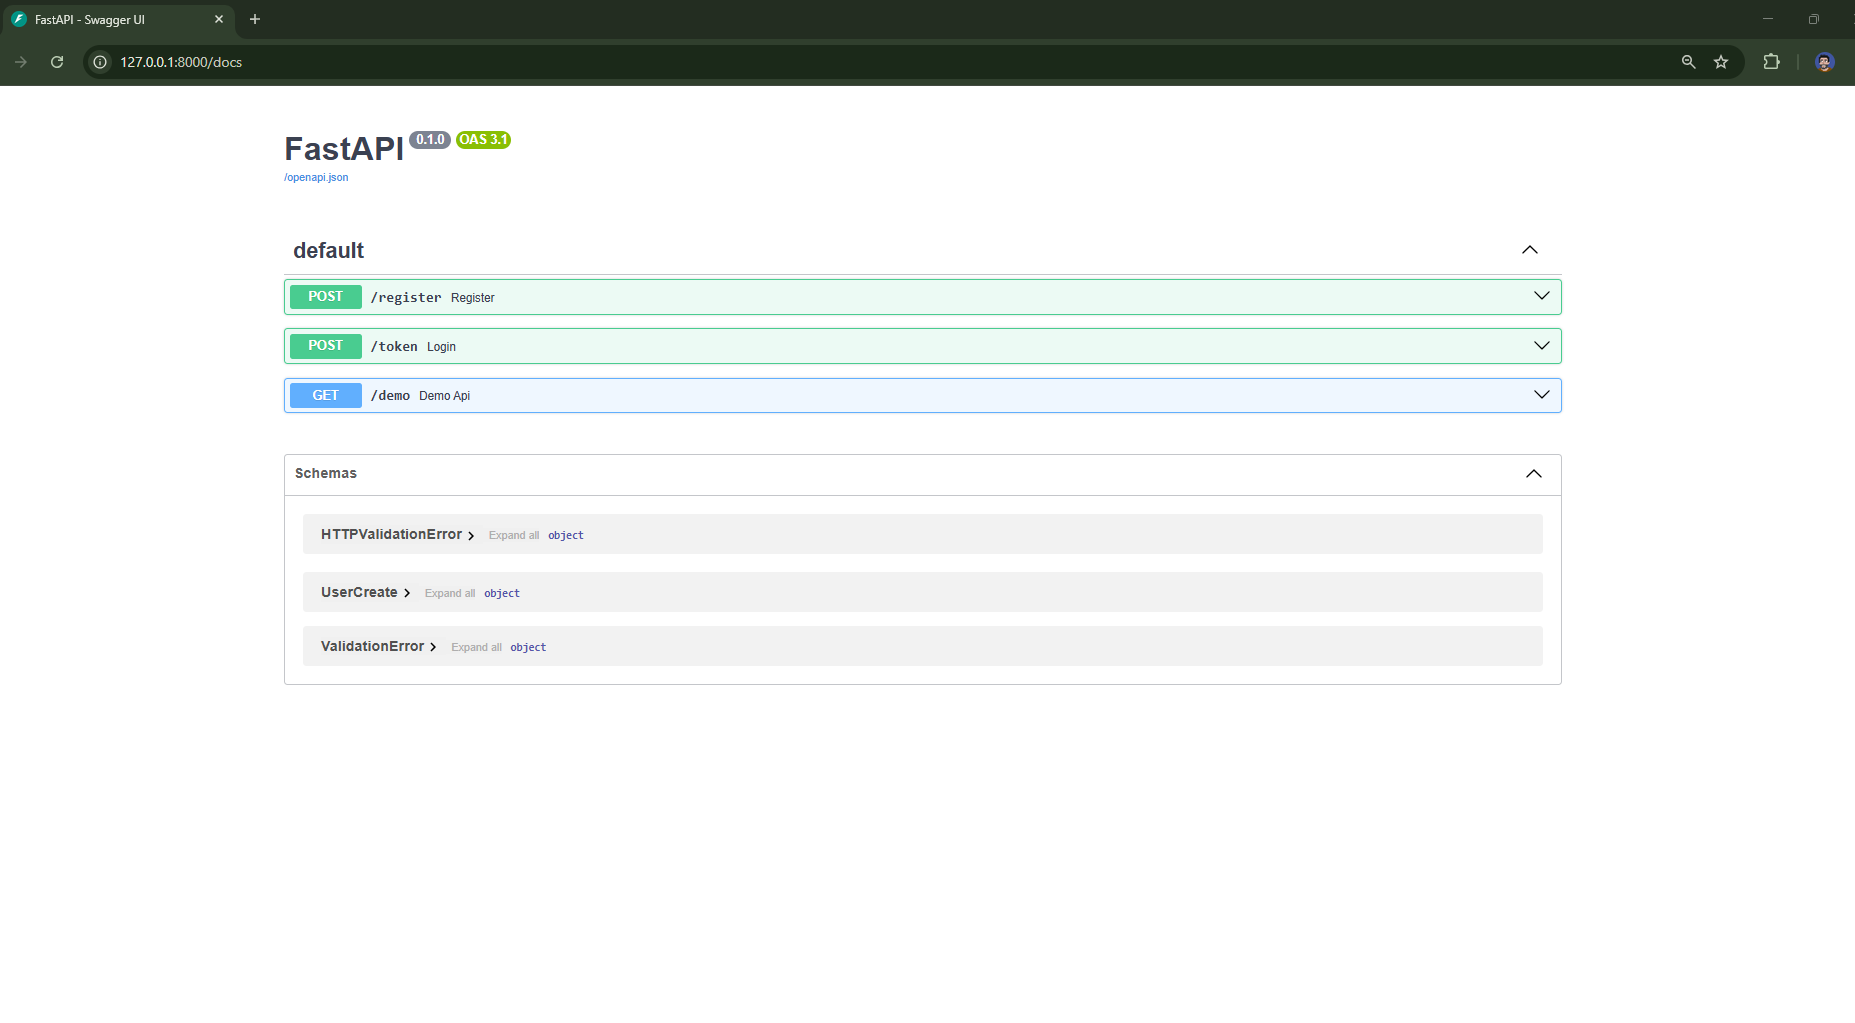 FastAPI - Swagger UI
127.0.0.1:8000/docs
FastAPI 0.1.0 OAS 3.1
/openapi.json
default
POST /register Register
POST /token Login
GET /demo Demo Api
Schemas
HTTPValidationError Expand all object
UserCreate Expand all object
ValidationError Expand all object